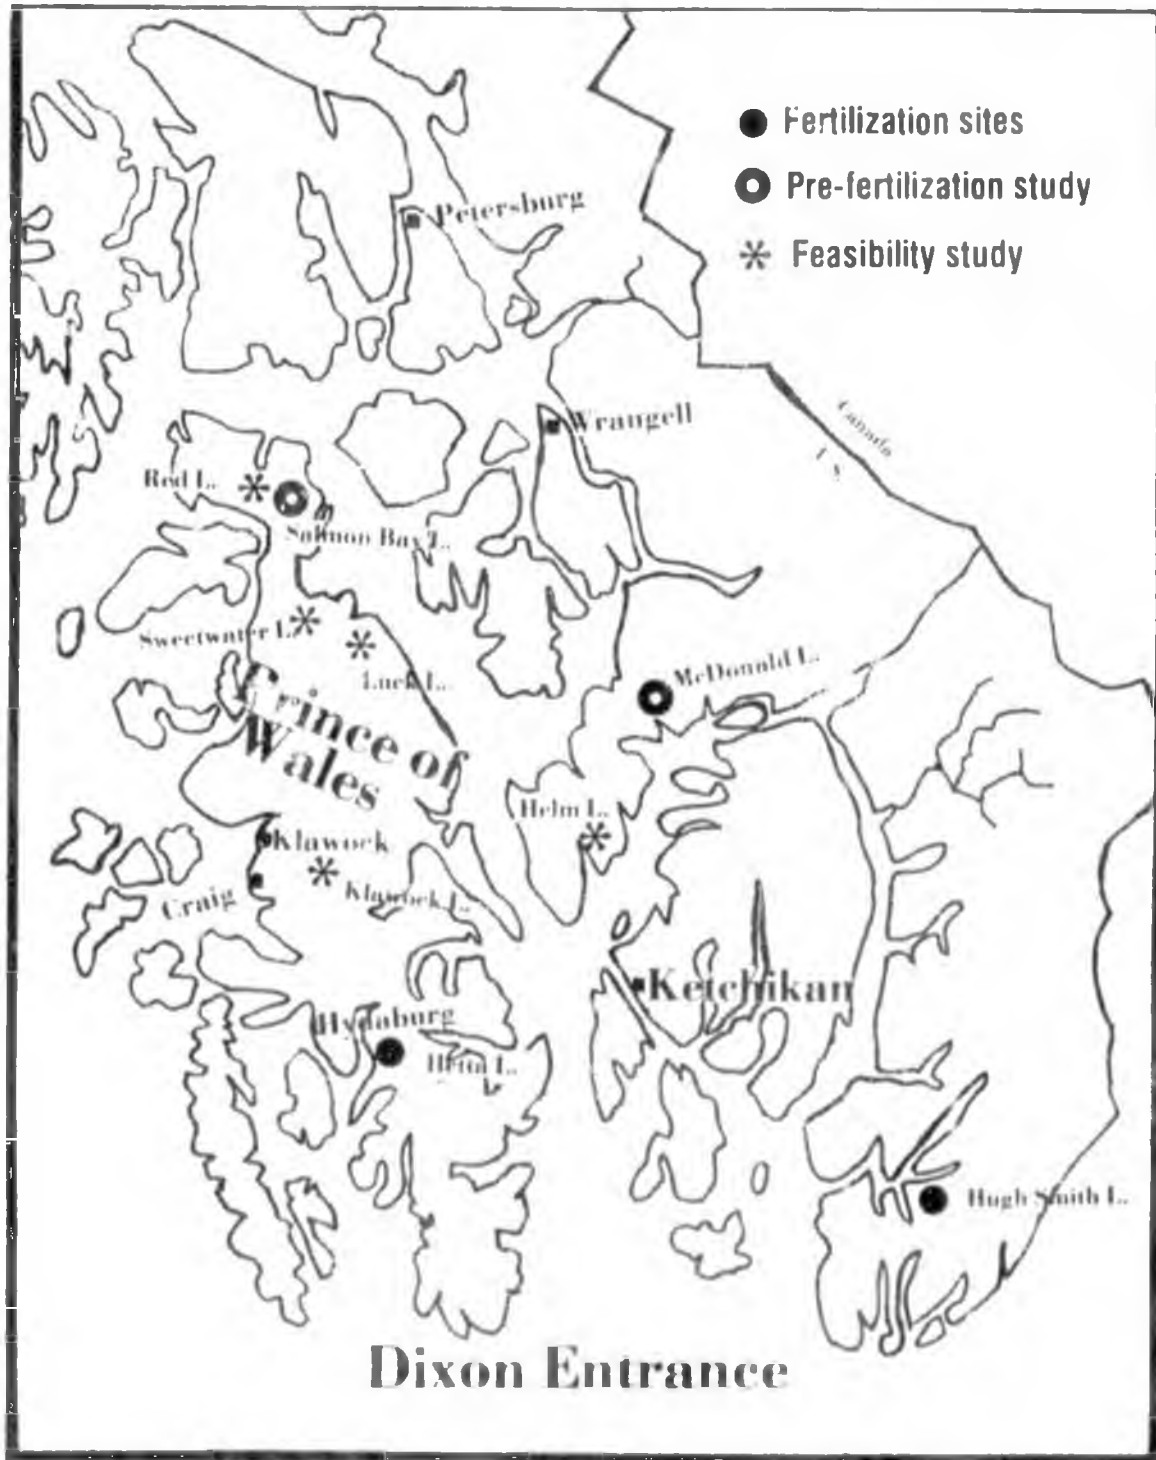 Fertilization sites
Pre-fertilization study
Feasibility study
Petersburg
Wrangell
Canada
Red L.
Salmon Bay L.
Sweetwater L.
Luck L.
McDonald L.
Prince of
Wales
Helm L.
Klawock
Klawock L.
Craig
Ketchikan
Hydaburg
Hetta L.
Hugh Smith L.
Dixon Entrance